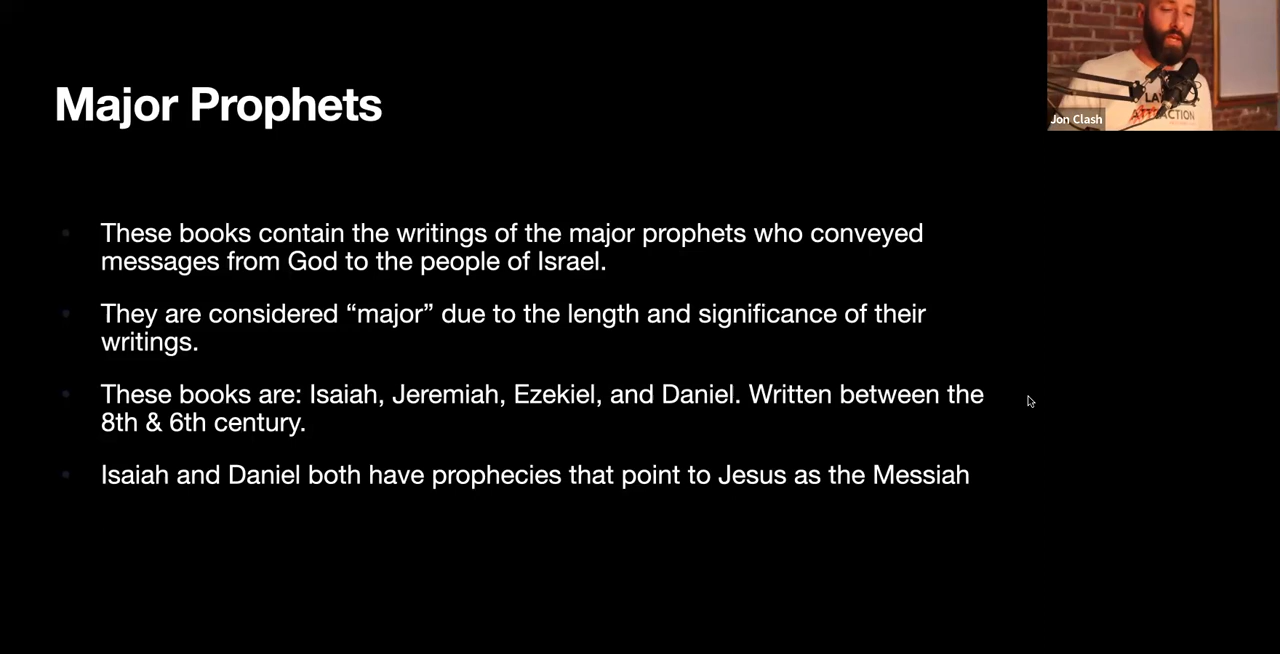 Major Prophets
These books contain the writings of the major prophets who conveyed
messages from God to the people of Israel.
They are considered “major” due to the length and significance of their
writings.
These books are: Isaiah, Jeremiah, Ezekiel, and Daniel. Written between the
8th & 6th century.
Isaiah and Daniel both have prophecies that point to Jesus as the Messiah
Jon Clash